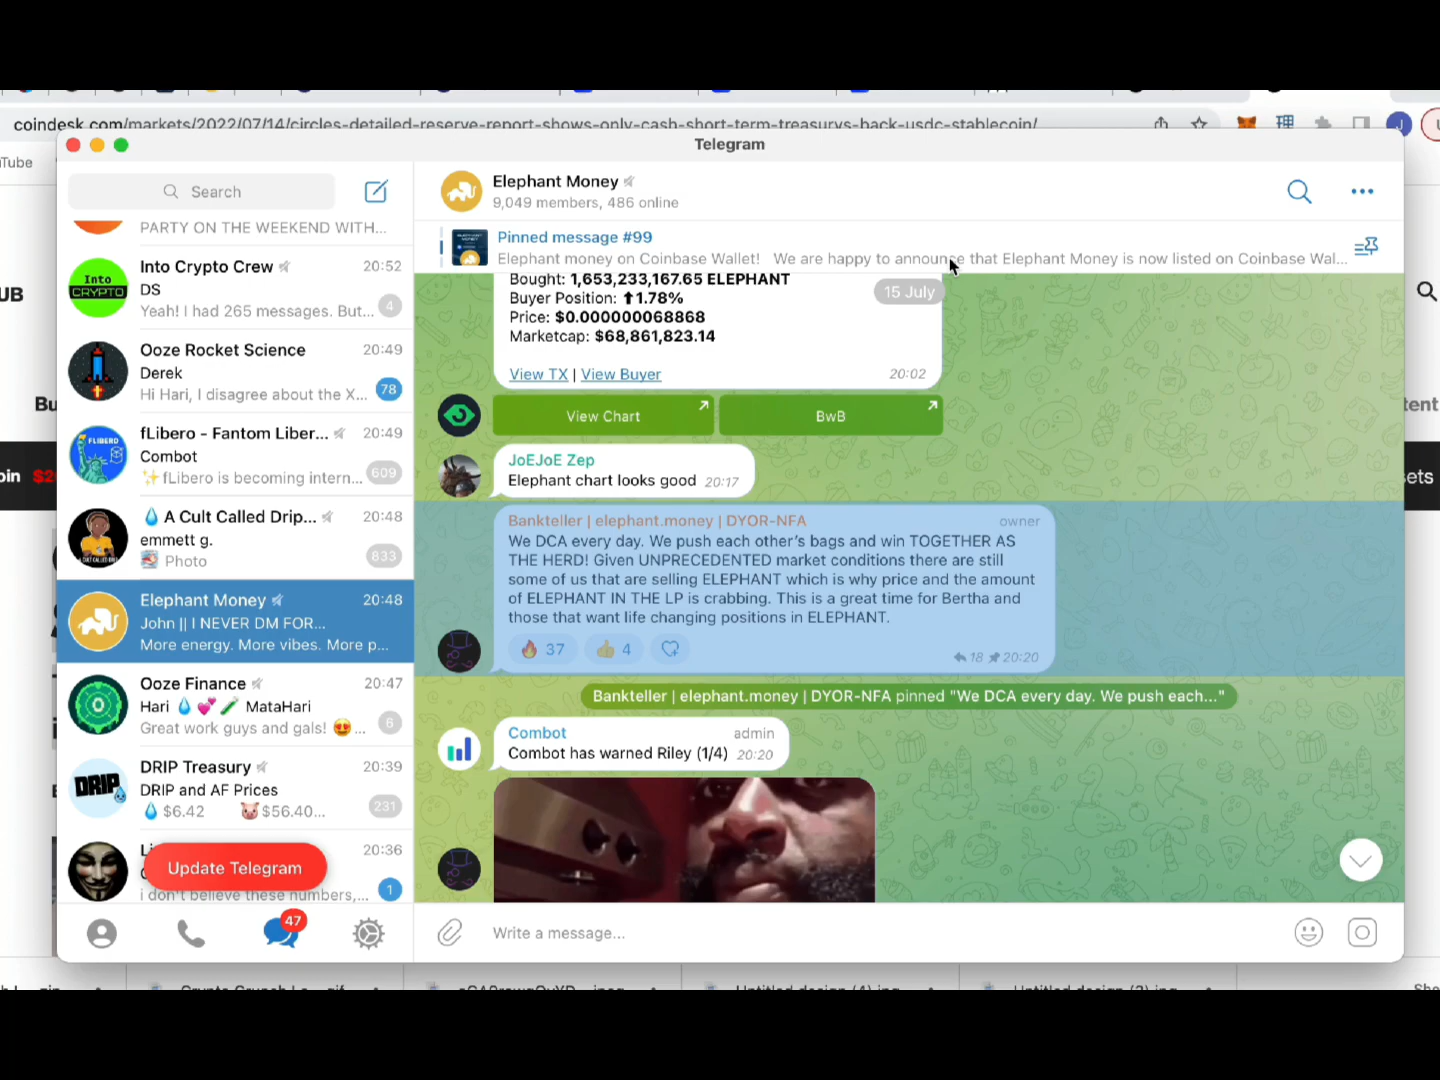 coindesk.com/markets/2022/07/14/circles-detailed-reserve-report-shows-only-cash-short-term-treasurys-back-usdc-stablecoin/
Telegram
Search
PARTY ON THE WEEKEND WITH...
Into Crypto Crew 20:52
DS
Yeah! I had 265 messages. But... 4
Into
CRYPTO
Ooze Rocket Science 20:49
Derek
Hi Hari, I disagree about the X... 78
fLibero - Fantom Liber... 20:49
Combot
✨fLibero is becoming intern... 609
FLIBERO
💧 A Cult Called Drip... 20:48
emmett g.
Photo 833
Elephant Money 20:48
John || I NEVER DM FOR...
More energy. More vibes. More p...
Ooze Finance 20:47
Hari 💧 💕 🧪 MataHari
Great work guys and gals! 😍 ... 6
DRIP Treasury 20:39
DRIP and AF Prices
💧 $6.42 🐷 $56.40... 231
DRIP
20:36
Update Telegram
i don't believe these numbers,... 1
47
Elephant Money
9,049 members, 486 online
Pinned message #99
Elephant money on Coinbase Wallet! We are happy to announce that Elephant Money is now listed on Coinbase Wal...
15 July
Bought: 1,653,233,167.65 ELEPHANT
Buyer Position: ⬆1.78%
Price: $0.000000068868
Marketcap: $68,861,823.14
View TX | View Buyer 20:02
View Chart BwB
JoEJoE Zep
Elephant chart looks good 20:17
Bankteller | elephant.money | DYOR-NFA owner
We DCA every day. We push each other's bags and win TOGETHER AS
THE HERD! Given UNPRECEDENTED market conditions there are still
some of us that are selling ELEPHANT which is why price and the amount
of ELEPHANT IN THE LP is crabbing. This is a great time for Bertha and
those that want life changing positions in ELEPHANT.
🔥 37 👍 4
18 20:20
Bankteller | elephant.money | DYOR-NFA pinned "We DCA every day. We push each..."
Combot admin
Combot has warned Riley (1/4) 20:20
Write a message...